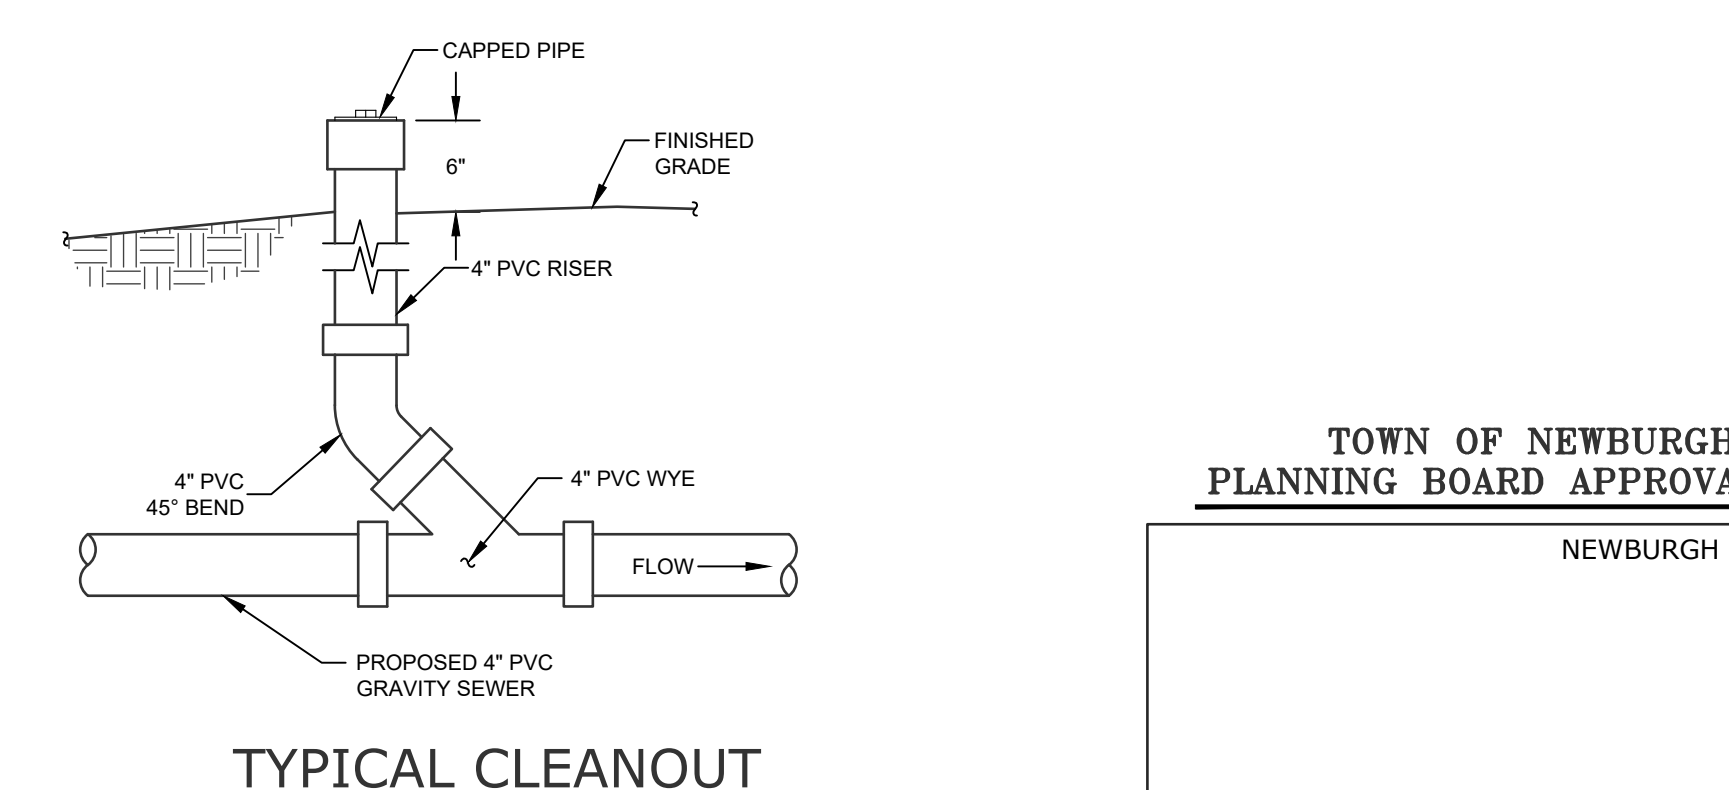 CAPPED PIPE
FINISHED
GRADE
6"
4" PVC RISER
4" PVC
45° BEND
4" PVC WYE
FLOW
PROPOSED 4" PVC
GRAVITY SEWER
TYPICAL CLEANOUT
TOWN OF NEWBURGH
PLANNING BOARD APPROVA
NEWBURGH